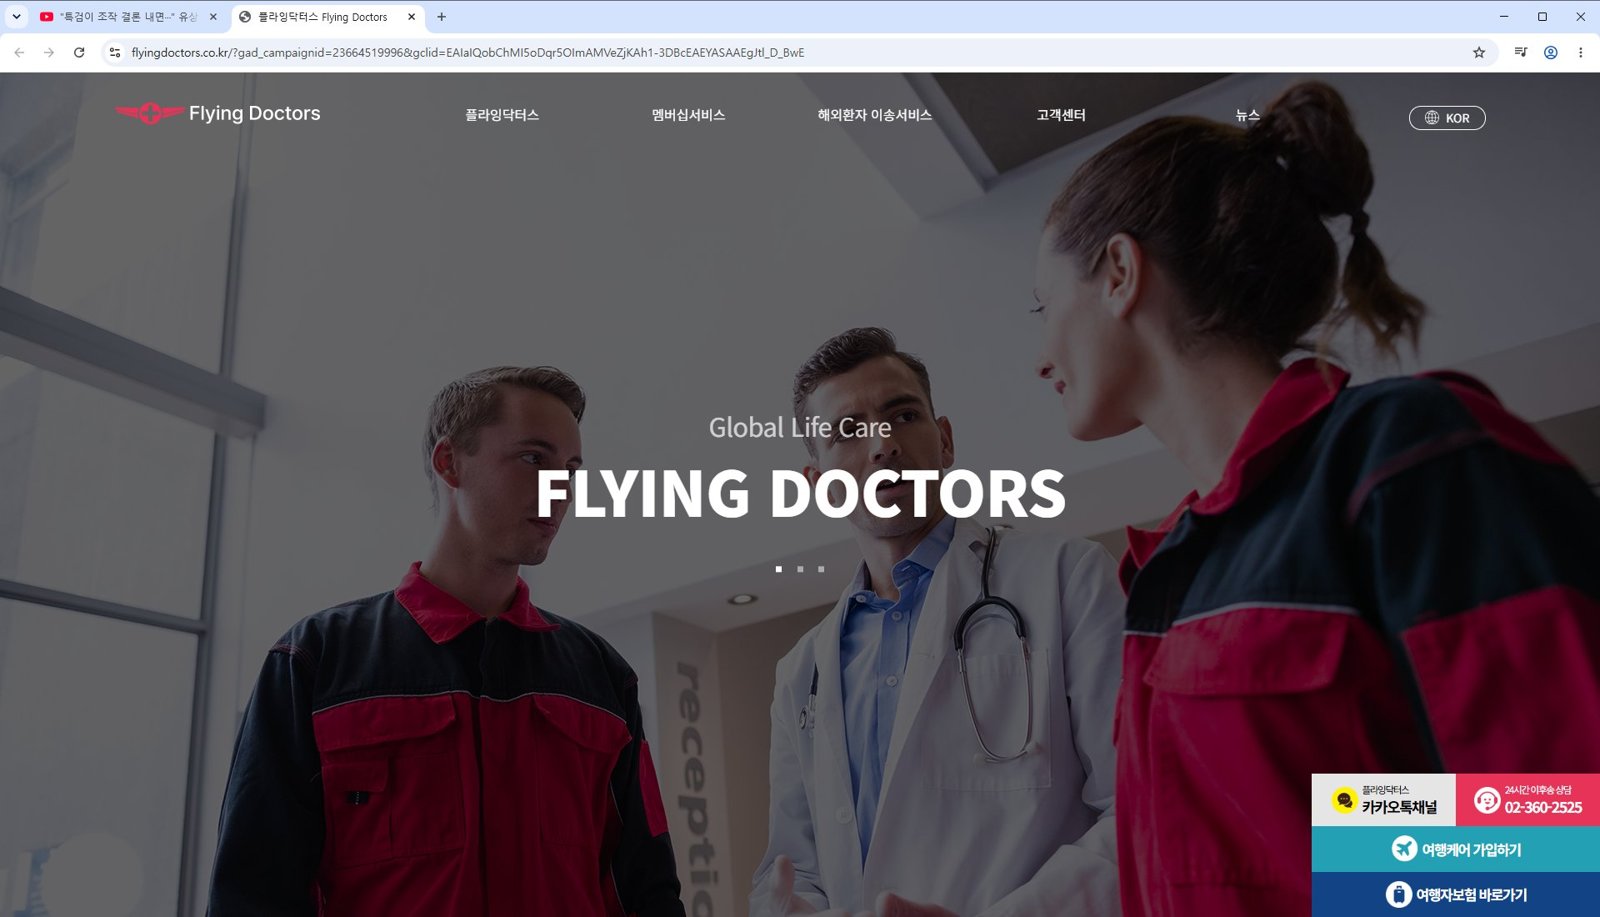 "특검이 조작 결론 내면…" 유상
플라잉닥터스 Flying Doctors
flyingdoctors.co.kr/?gad_campaignid=23664519996&gclid=EAIaIQobChMI5oDqr5OImAMVeZjKAh1-3DBcEAEYASAAEgJtl_D_BwE
Flying Doctors
플라잉닥터스
멤버십서비스
해외환자 이송서비스
고객센터
뉴스
KOR
Global Life Care
FLYING DOCTORS
reception
플라잉닥터스
카카오톡채널
24시간 이후송 상담
02-360-2525
여행케어 가입하기
여행자보험 바로가기